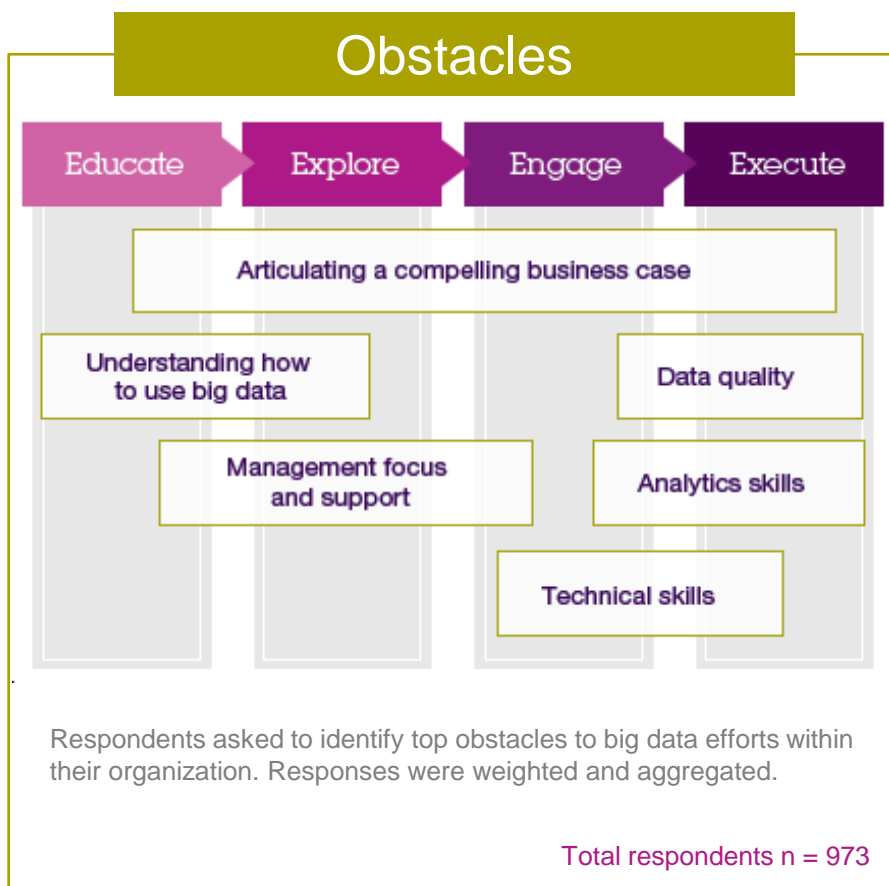 Obstacles
Educate
Explore
Engage
Execute
Articulating a compelling business case
Understanding how
to use big data
Data quality
Management focus
and support
Analytics skills
Technical skills
.
Respondents asked to identify top obstacles to big data efforts within
their organization. Responses were weighted and aggregated.
Total respondents n = 973